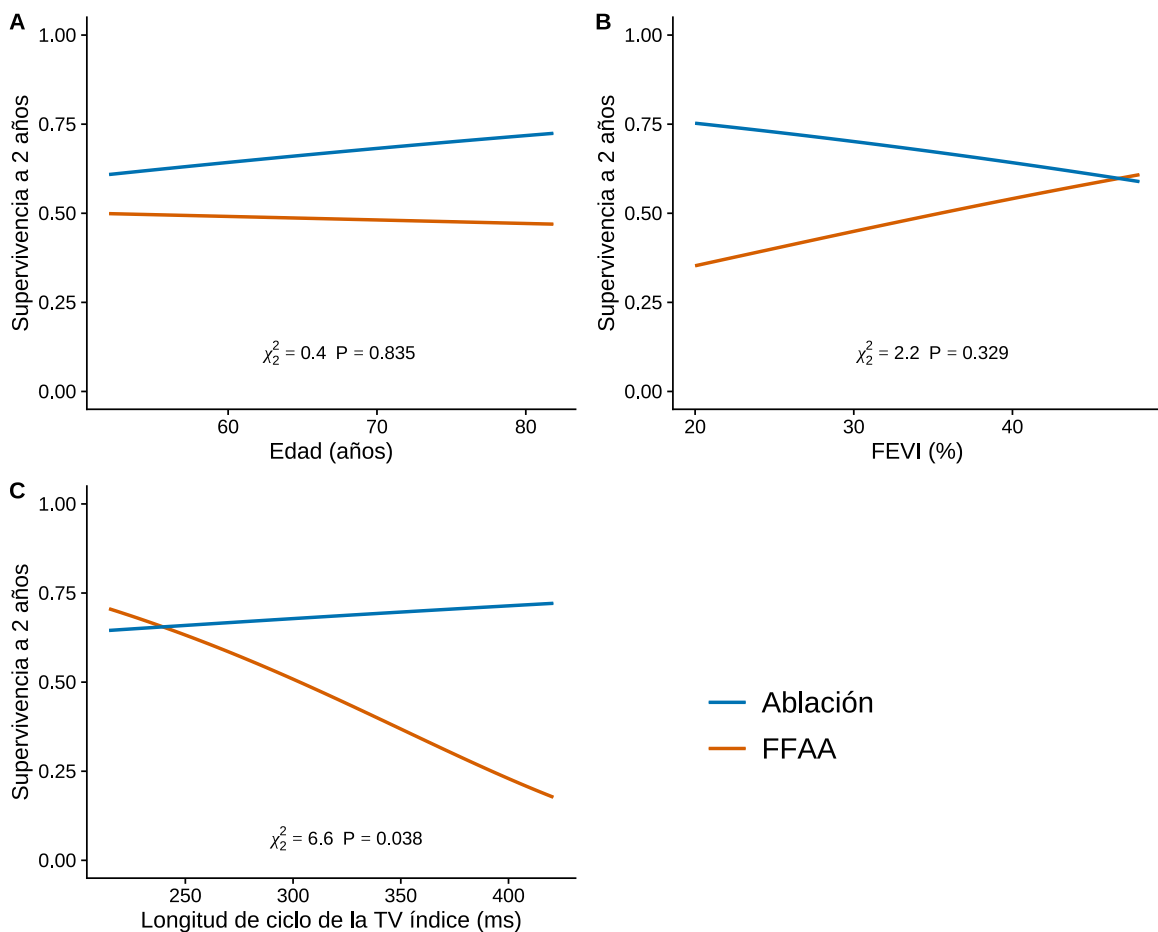 A
Supervivencia a 2 años
1.00
0.75
0.50
0.25
0.00
χ²₂ = 0.4 P = 0.835
60 70 80
Edad (años)
B
Supervivencia a 2 años
1.00
0.75
0.50
0.25
0.00
χ²₂ = 2.2 P = 0.329
20 30 40
FEVI (%)
C
Supervivencia a 2 años
1.00
0.75
0.50
0.25
0.00
χ²₂ = 6.6 P = 0.038
250 300 350 400
Longitud de ciclo de la TV índice (ms)
Ablación
FFAA